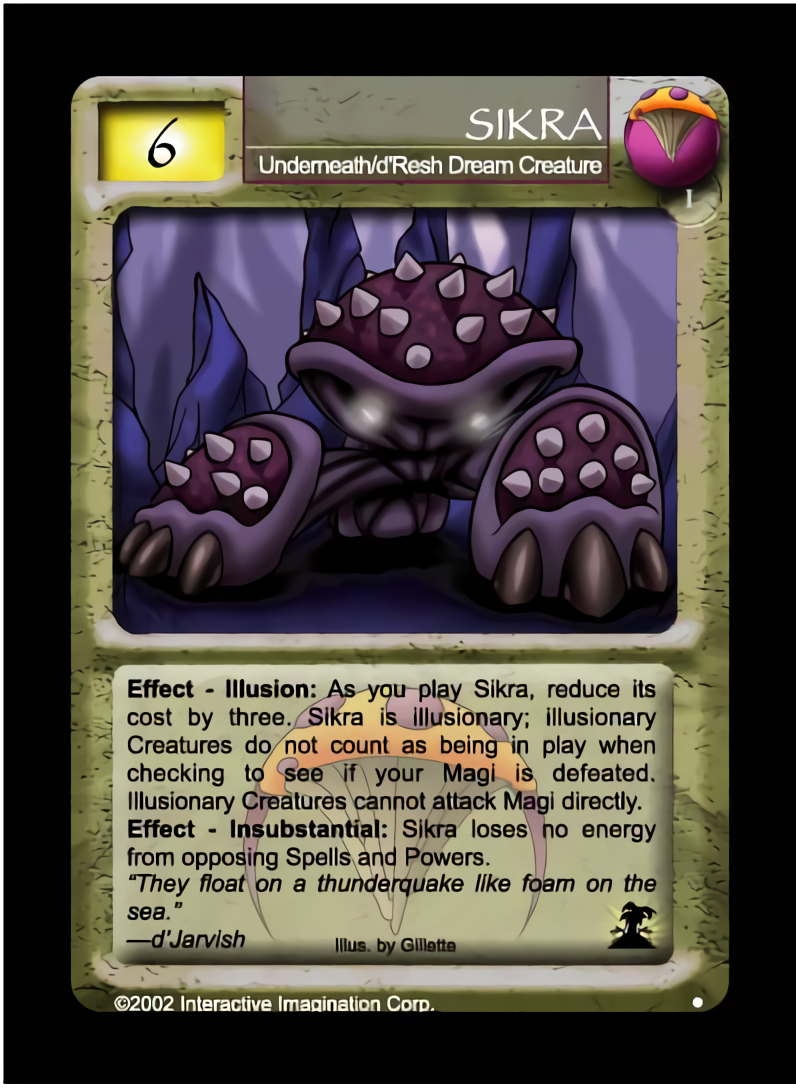 6
SIKRA
Underneath/d'Resh Dream Creature
I
Effect - Illusion: As you play Sikra, reduce its
cost by three. Sikra is illusionary; illusionary
Creatures do not count as being in play when
checking to see if your Magi is defeated.
Illusionary Creatures cannot attack Magi directly.
Effect - Insubstantial: Sikra loses no energy
from opposing Spells and Powers.
"They float on a thunderquake like foam on the
sea."
—d'Jarvish
Illus. by Gillette
©2002 Interactive Imagination Corp.